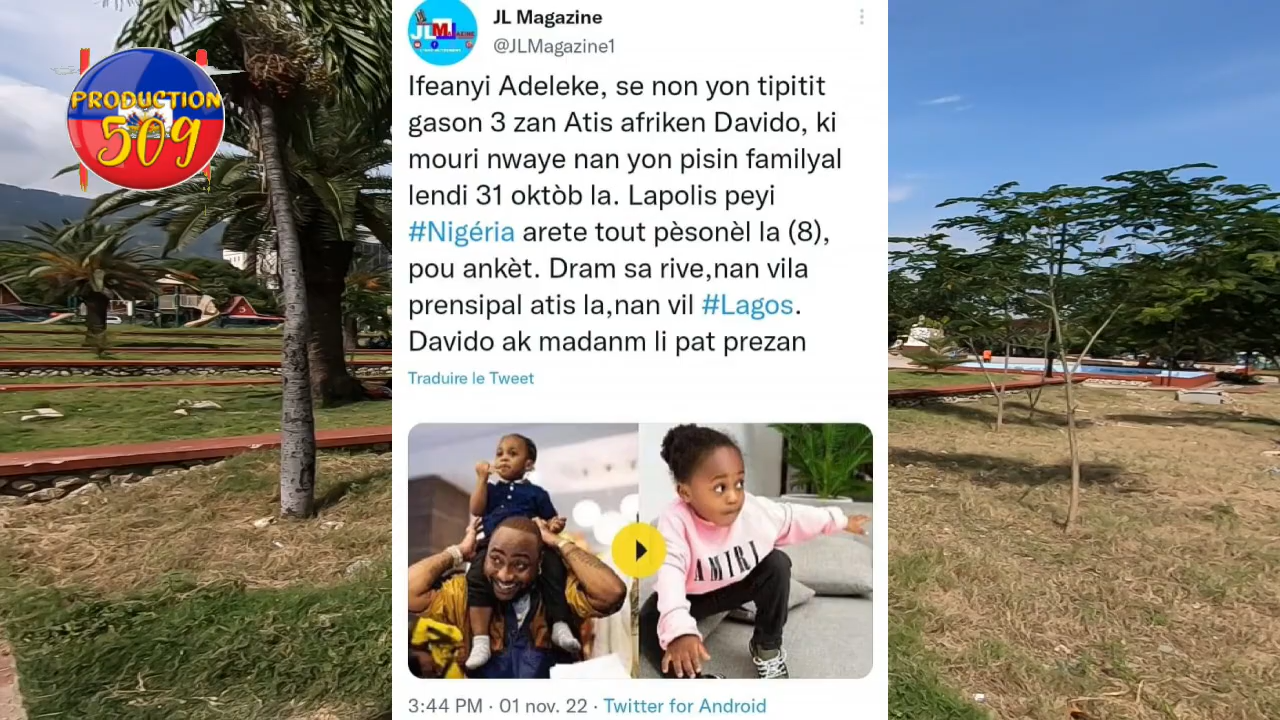 PRODUCTION
509
JL Magazine
@JLMagazine1
Ifeanyi Adeleke, se non yon tipitit
gason 3 zan Atis afriken Davido, ki
mouri nwaye nan yon pisin familyal
lendi 31 oktòb la. Lapolis peyi
#Nigéria arete tout pèsonèl la (8),
pou ankèt. Dram sa rive,nan vila
prensipal atis la,nan vil #Lagos.
Davido ak madanm li pat prezan
Traduire le Tweet
AMIRI
3:44 PM · 01 nov. 22 · Twitter for Android